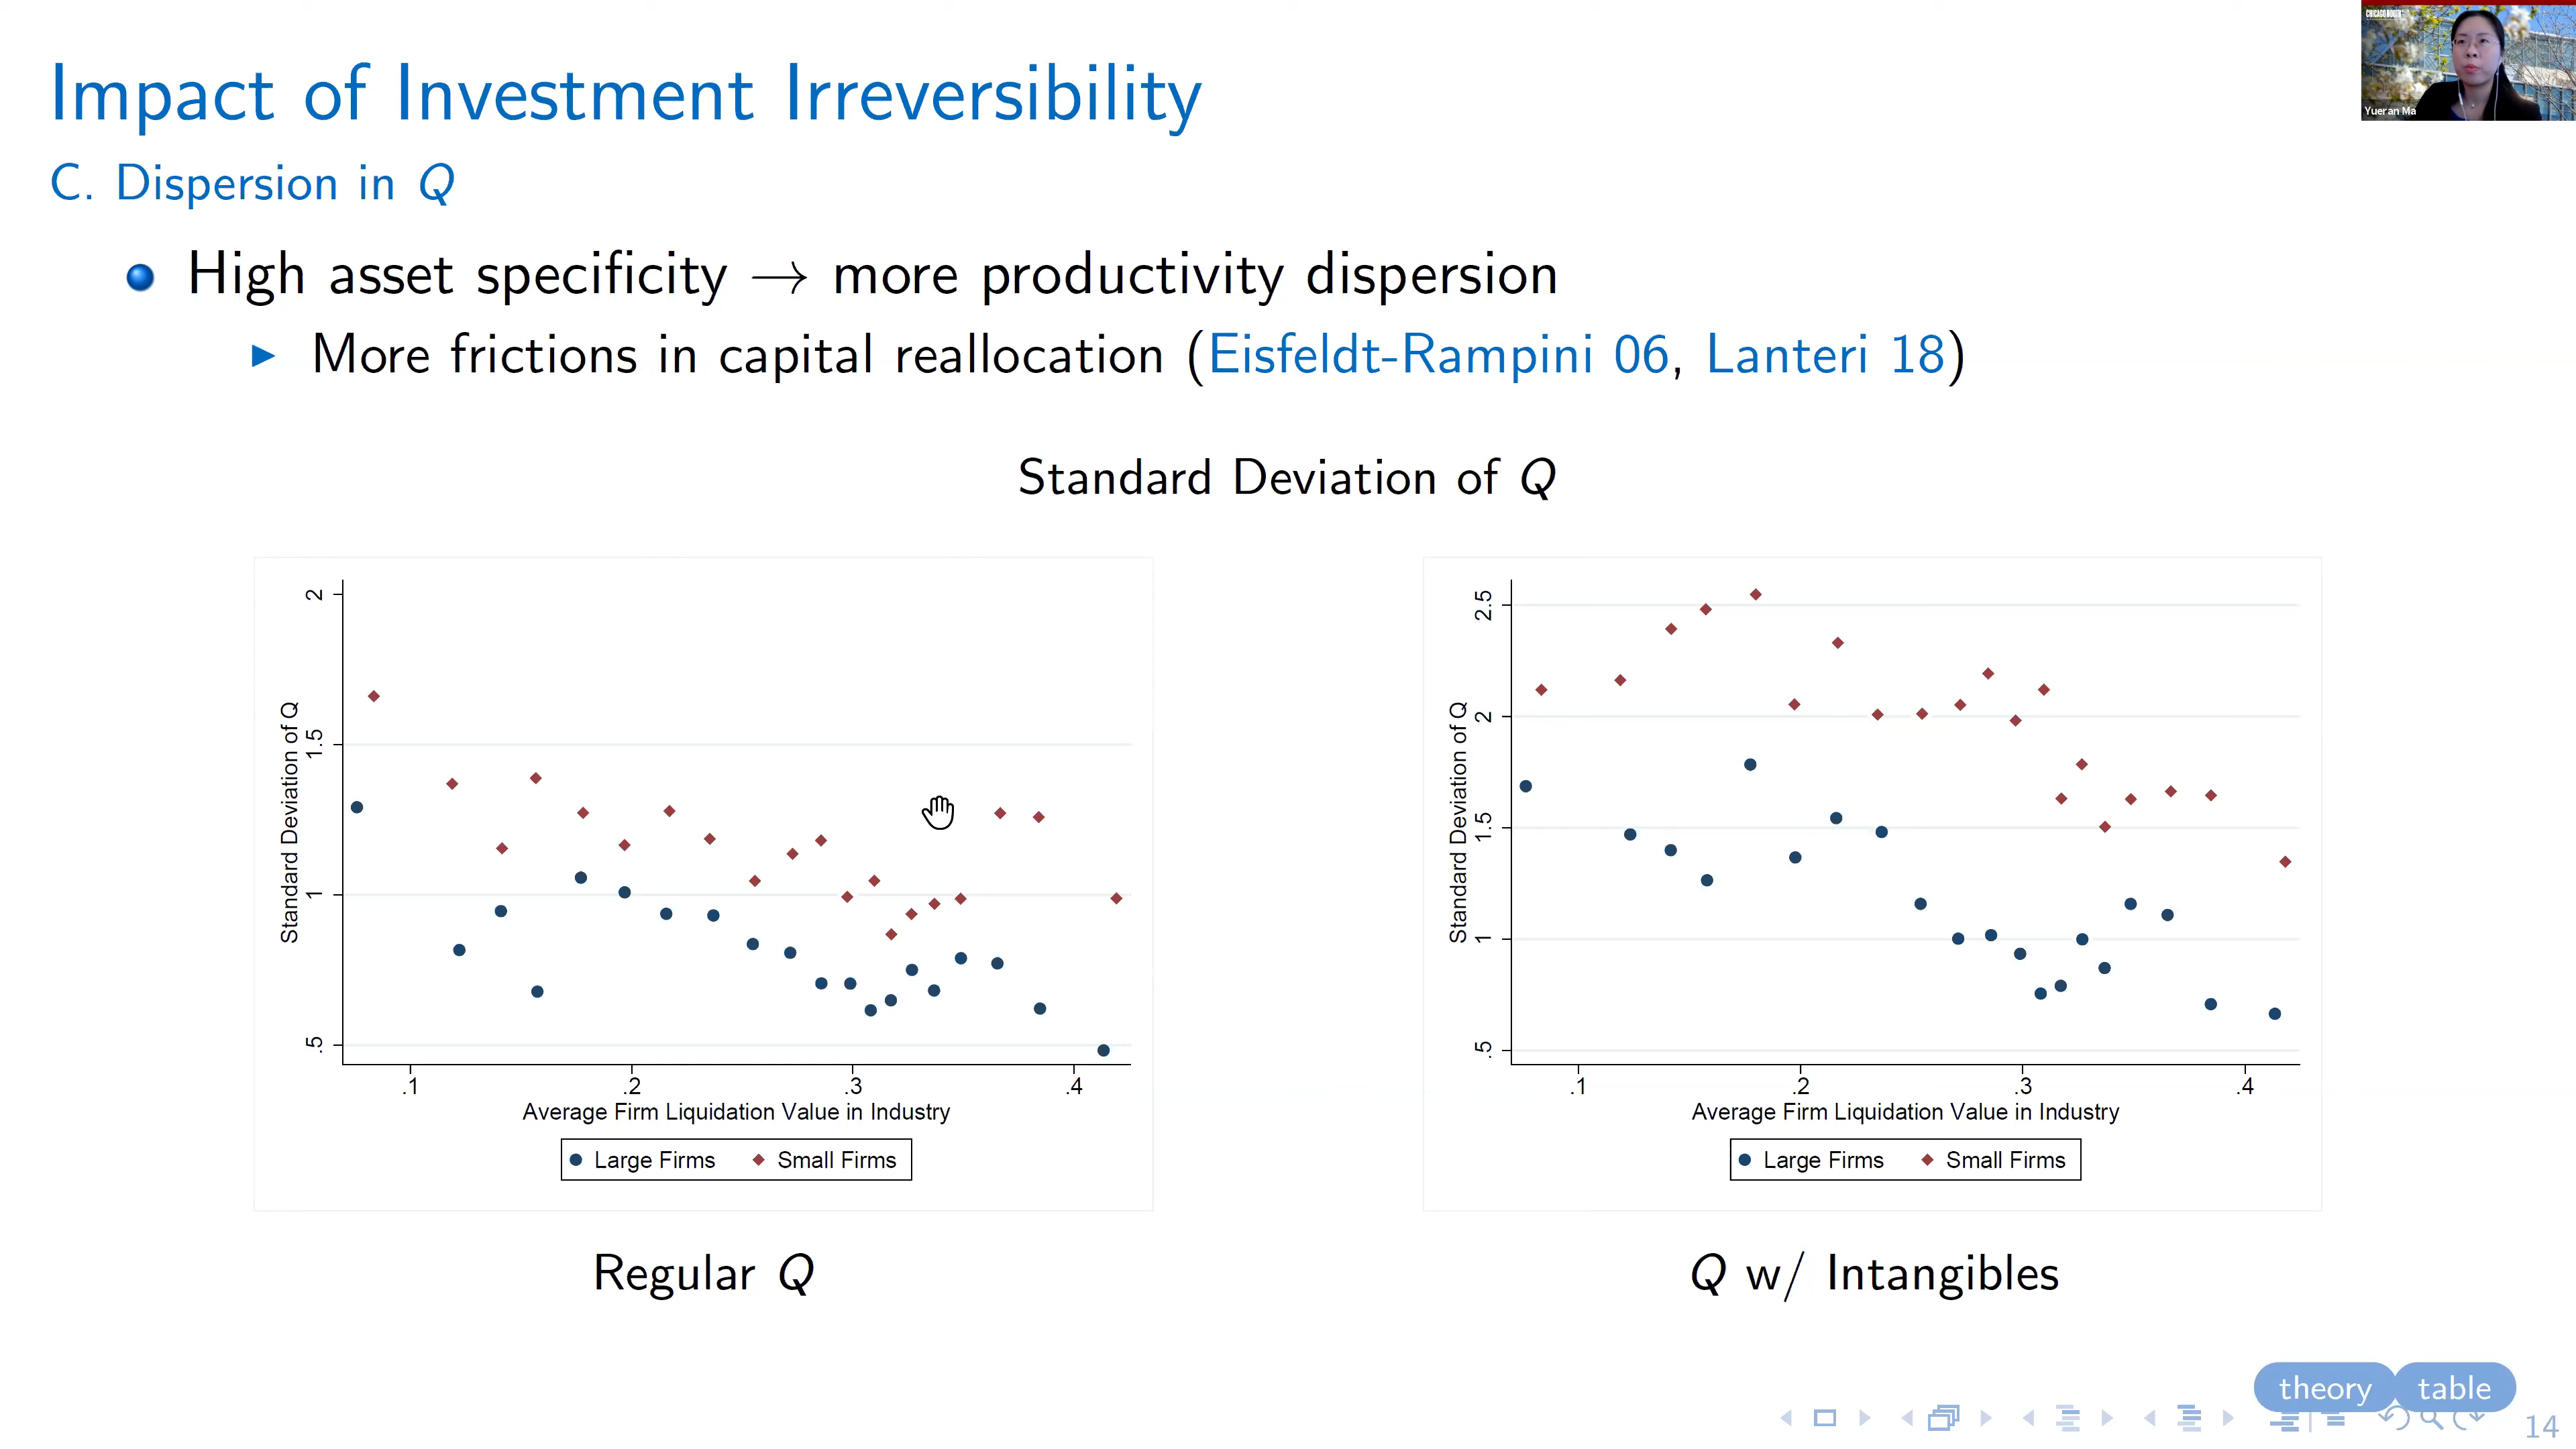 CHICAGO BOOTH
Yueran Ma
Impact of Investment Irreversibility
C. Dispersion in Q
High asset specificity → more productivity dispersion
More frictions in capital reallocation (Eisfeldt-Rampini 06, Lanteri 18)
Standard Deviation of Q
Standard Deviation of Q
2
1.5
1
.5
.1 .2 .3 .4
Average Firm Liquidation Value in Industry
Large Firms Small Firms
Regular Q
Standard Deviation of Q
2.5
2
1.5
1
.5
.1 .2 .3 .4
Average Firm Liquidation Value in Industry
Large Firms Small Firms
Q w/ Intangibles
theory table
14